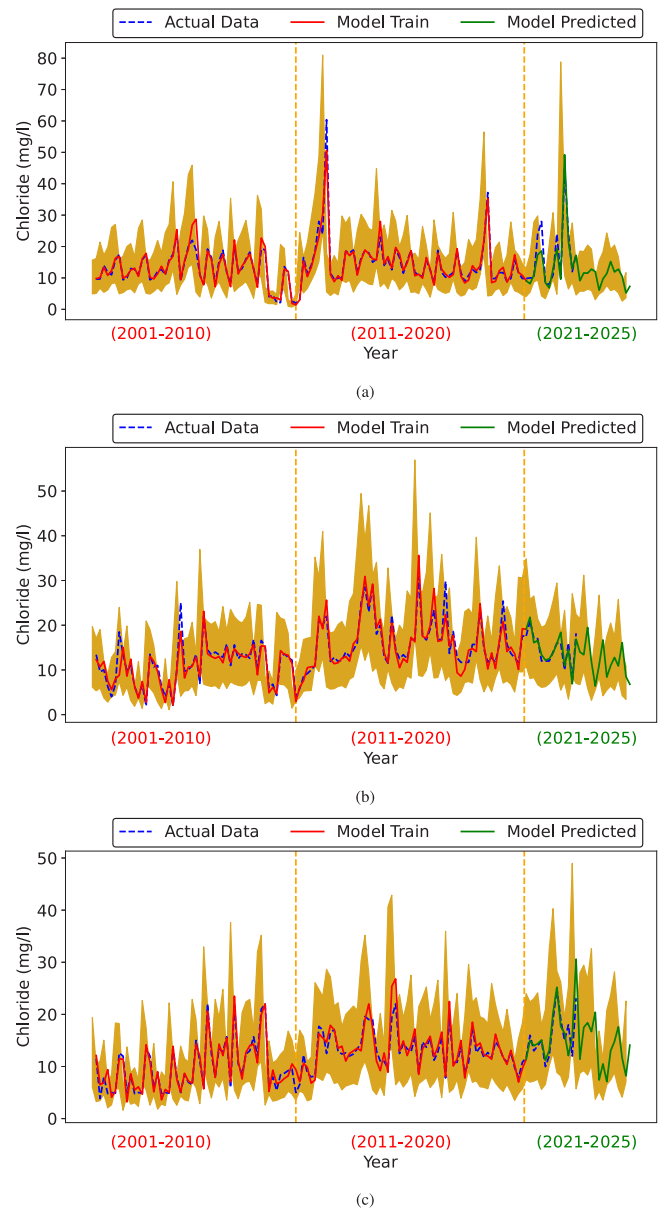 Actual Data Model Train Model Predicted
80
70
60
50
40
30
20
10
0
Chloride (mg/l)
(2001-2010) (2011-2020) (2021-2025)
Year
(a)
Actual Data Model Train Model Predicted
50
40
30
20
10
0
Chloride (mg/l)
(2001-2010) (2011-2020) (2021-2025)
Year
(b)
Actual Data Model Train Model Predicted
50
40
30
20
10
0
Chloride (mg/l)
(2001-2010) (2011-2020) (2021-2025)
Year
(c)